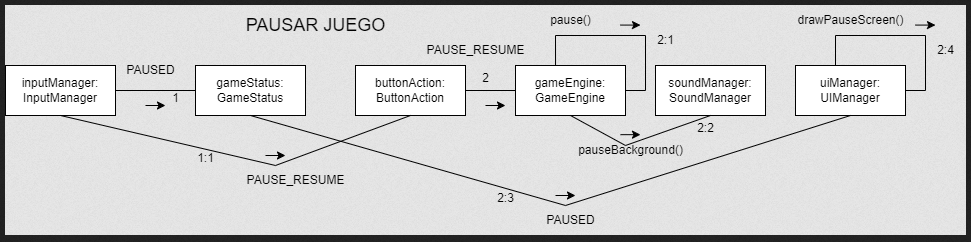 PAUSAR JUEGO
pause()
drawPauseScreen()
2:1
2:4
PAUSE_RESUME
PAUSED
2
1
inputManager:
InputManager
gameStatus:
GameStatus
buttonAction:
ButtonAction
gameEngine:
GameEngine
soundManager:
SoundManager
uiManager:
UIManager
2:2
pauseBackground()
1:1
PAUSE_RESUME
2:3
PAUSED